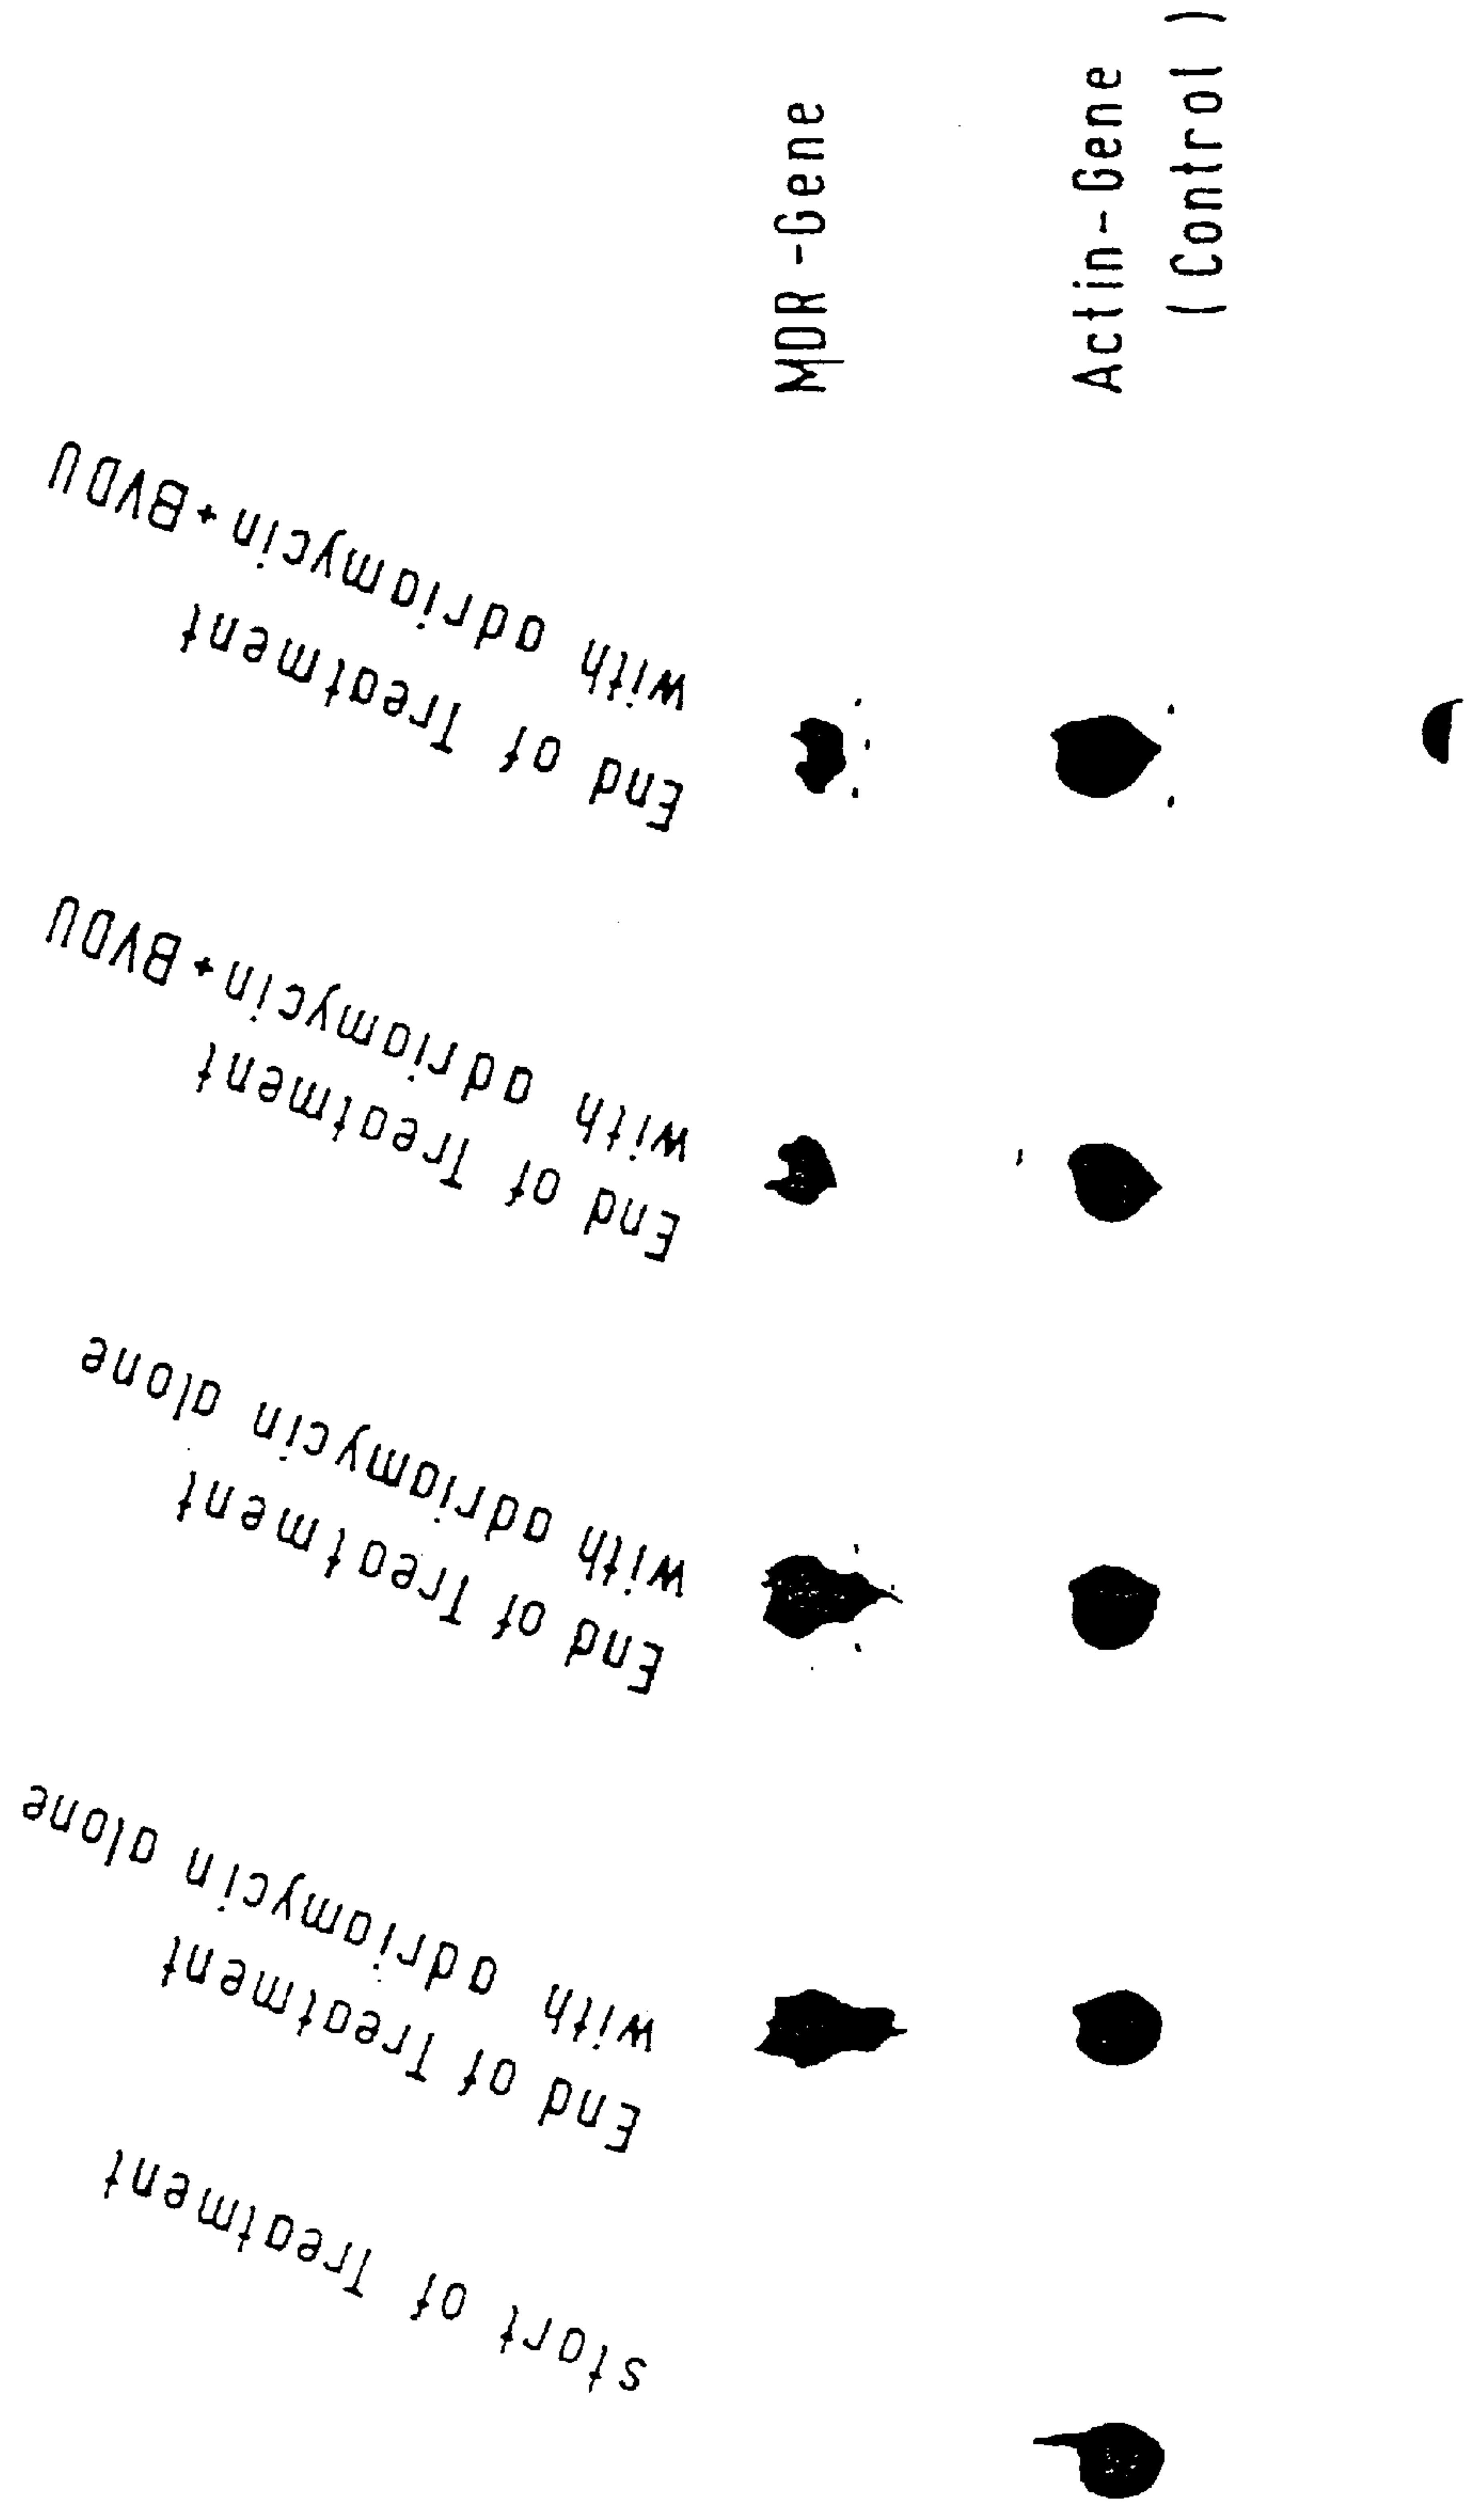 MDR-Gene
Actin-Gene
(Control)
End of Treatment
with adriamycin+BVDU
End of Treatment
with adriamycin+BVDU
End of Treatment
with adriamycin alone
End of Treatment
with adriamycin alone
start of Treatment